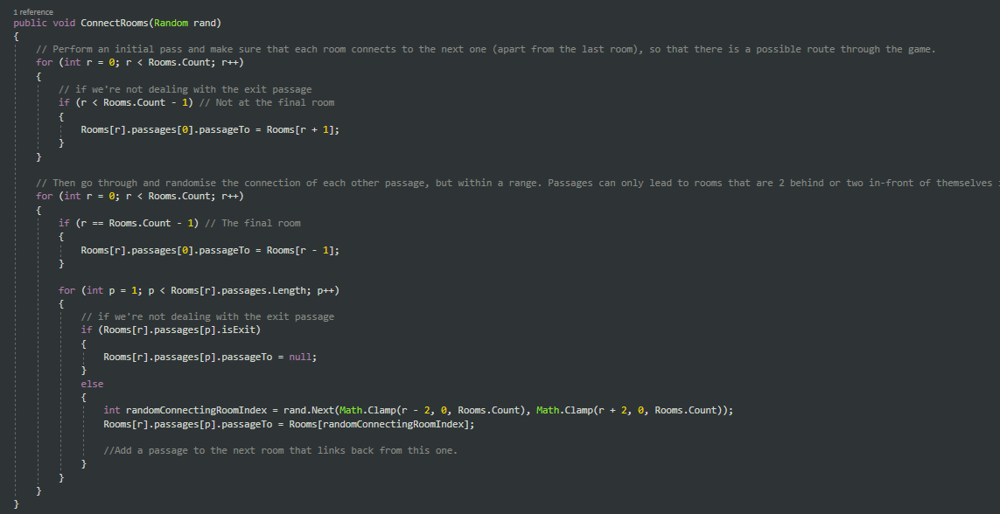 1 reference
public void ConnectRooms(Random rand)
{
// Perform an initial pass and make sure that each room connects to the next one (apart from the last room), so that there is a possible route through the game.
for (int r = 0; r < Rooms.Count; r++)
{
// if we're not dealing with the exit passage
if (r < Rooms.Count - 1) // Not at the final room
{
Rooms[r].passages[0].passageTo = Rooms[r + 1];
}
}
// Then go through and randomise the connection of each other passage, but within a range. Passages can only lead to rooms that are 2 behind or two in-front of themselves
for (int r = 0; r < Rooms.Count; r++)
{
if (r == Rooms.Count - 1) // The final room
{
Rooms[r].passages[0].passageTo = Rooms[r - 1];
}
for (int p = 1; p < Rooms[r].passages.Length; p++)
{
// if we're not dealing with the exit passage
if (Rooms[r].passages[p].isExit)
{
Rooms[r].passages[p].passageTo = null;
}
else
{
int randomConnectingRoomIndex = rand.Next(Math.Clamp(r - 2, 0, Rooms.Count), Math.Clamp(r + 2, 0, Rooms.Count));
Rooms[r].passages[p].passageTo = Rooms[randomConnectingRoomIndex];
//Add a passage to the next room that links back from this one.
}
}
}
}